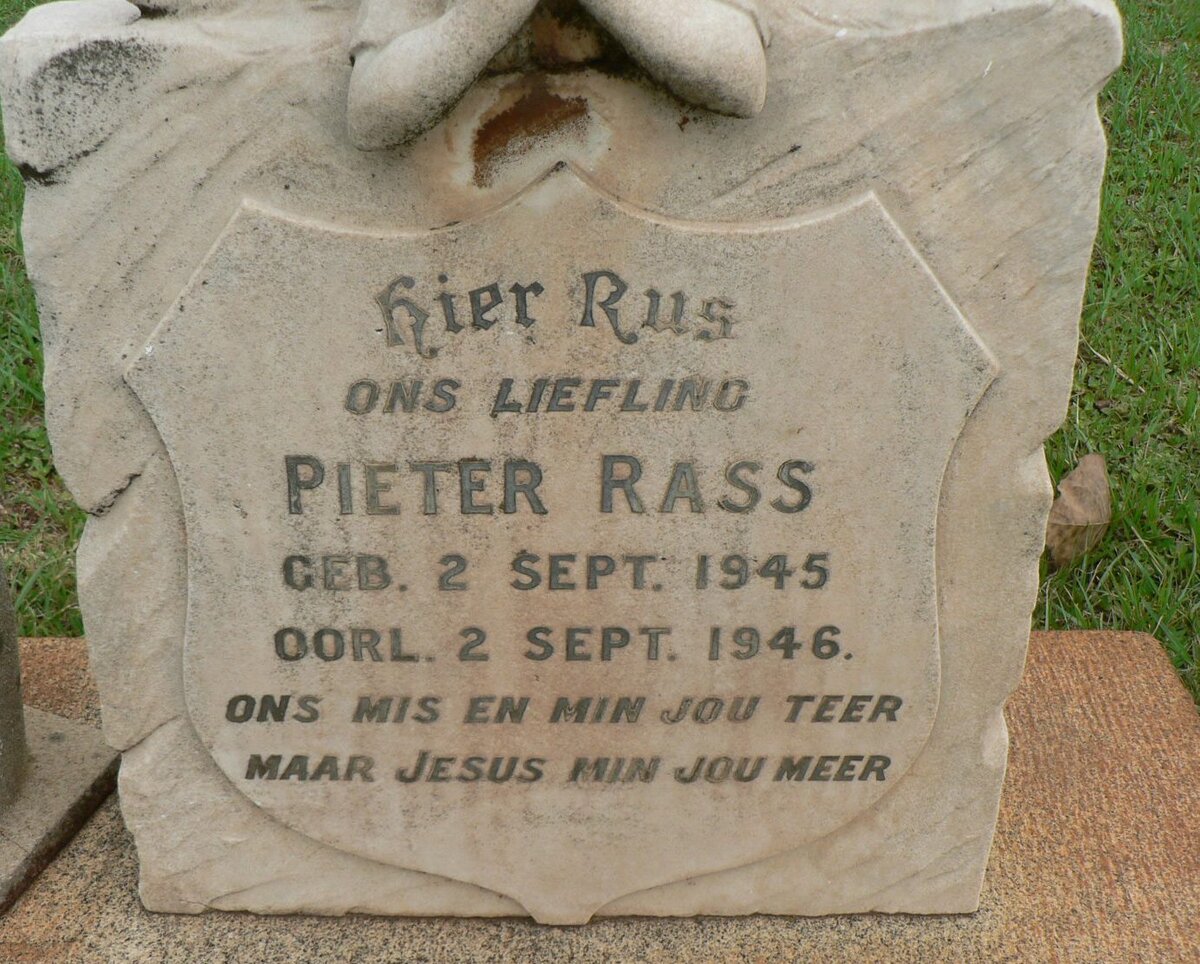 Hier Rus
ONS LIEFLING
PIETER RASS
GEB. 2 SEPT. 1945
OORL. 2 SEPT. 1946.
ONS MIS EN MIN JOU TEER
MAAR JESUS MIN JOU MEER